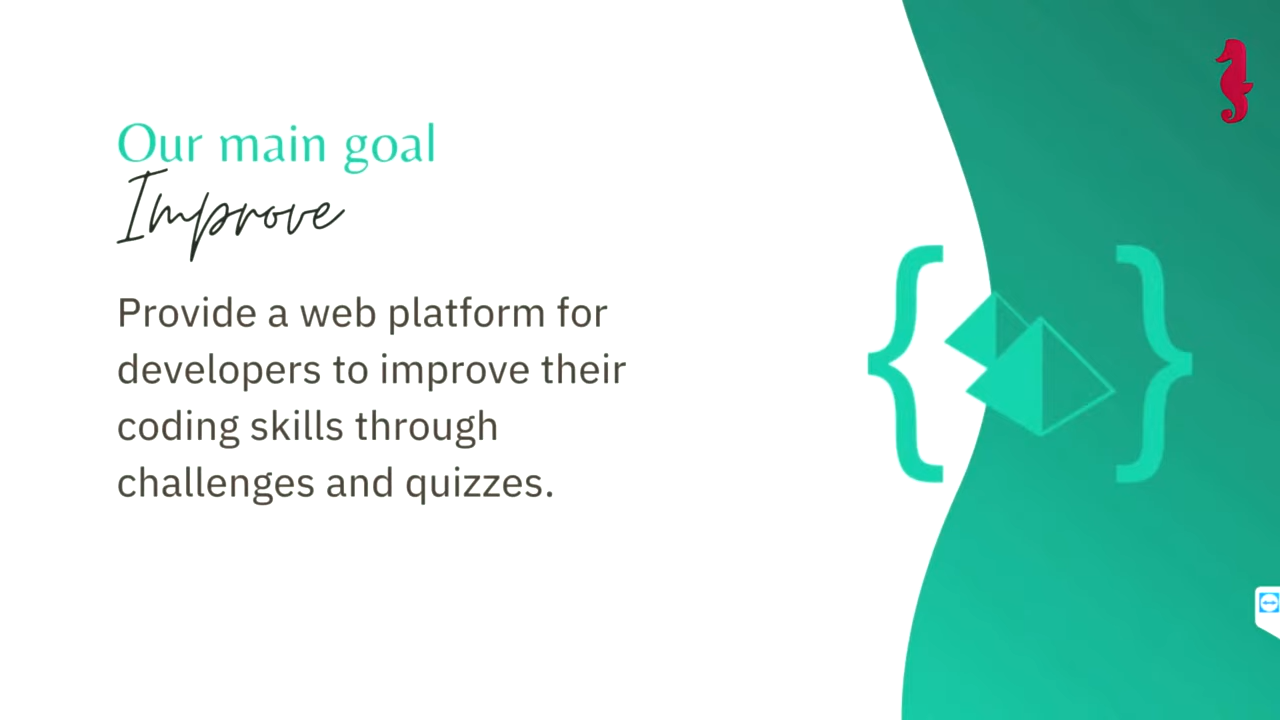 Our main goal
Improve
Provide a web platform for
developers to improve their
coding skills through
challenges and quizzes.